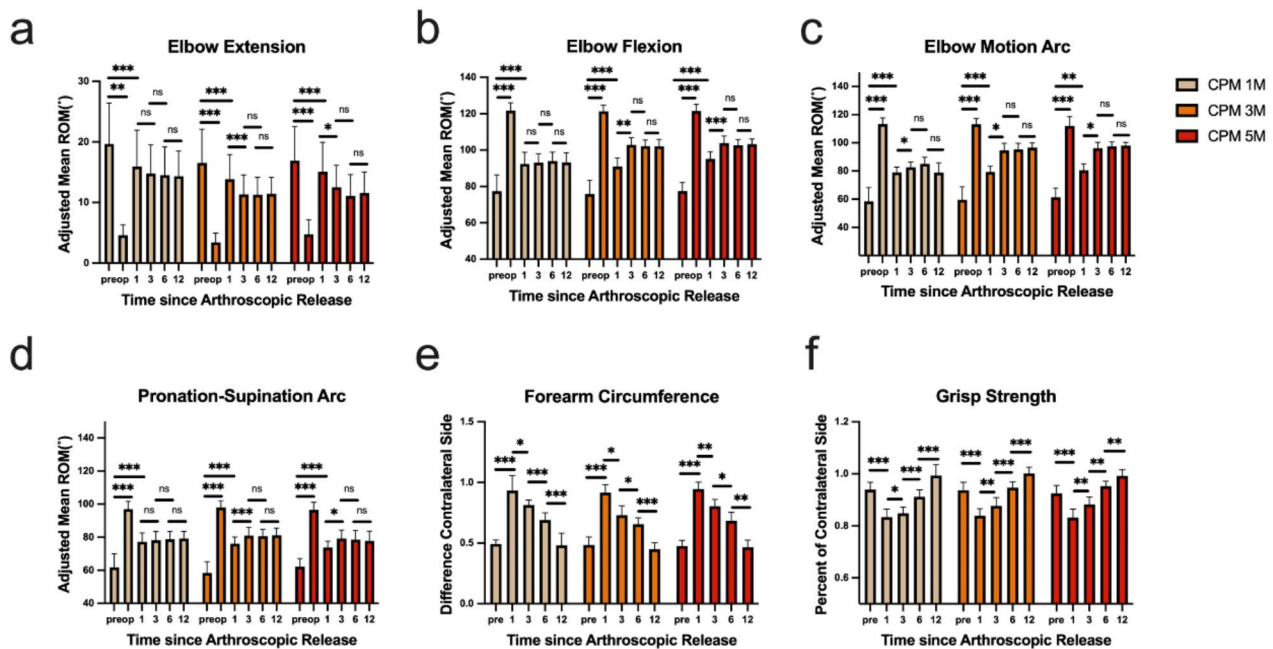 a
Elbow Extension
Adjusted Mean ROM(°)
30
20
10
0
*** ** ns ns ns
*** *** *** ns ns
*** *** * ns ns
preop 1 3 6 12 preop 1 3 6 12 preop 1 3 6 12
Time since Arthroscopic Release
b
Elbow Flexion
Adjusted Mean ROM(°)
140
120
100
80
60
40
*** *** ns ns ns
*** *** ** ns ns
*** *** *** ns ns
preop 1 3 6 12 preop 1 3 6 12 preop 1 3 6 12
Time since Arthroscopic Release
c
Elbow Motion Arc
Adjusted Mean ROM(°)
140
120
100
80
60
40
*** *** * ns ns
*** *** * ns ns
** *** * ns ns
preop 1 3 6 12 preop 1 3 6 12 preop 1 3 6 12
Time since Arthroscopic Release
CPM 1M
CPM 3M
CPM 5M
d
Pronation-Supination Arc
Adjusted Mean ROM(°)
140
120
100
80
60
40
*** *** ns ns ns
*** *** *** ns ns
*** *** * ns ns
preop 1 3 6 12 preop 1 3 6 12 preop 1 3 6 12
Time since Arthroscopic Release
e
Forearm Circumference
Difference Contralateral Side
1.5
1.0
0.5
0.0
*** * *** ***
*** * * ***
*** ** * **
pre 1 3 6 12 pre 1 3 6 12 pre 1 3 6 12
Time since Arthroscopic Release
f
Grisp Strength
Percent of Contralateral Side
1.2
1.0
0.8
0.6
*** * *** ***
*** ** *** ***
*** ** ** **
pre 1 3 6 12 pre 1 3 6 12 pre 1 3 6 12
Time since Arthroscopic Release